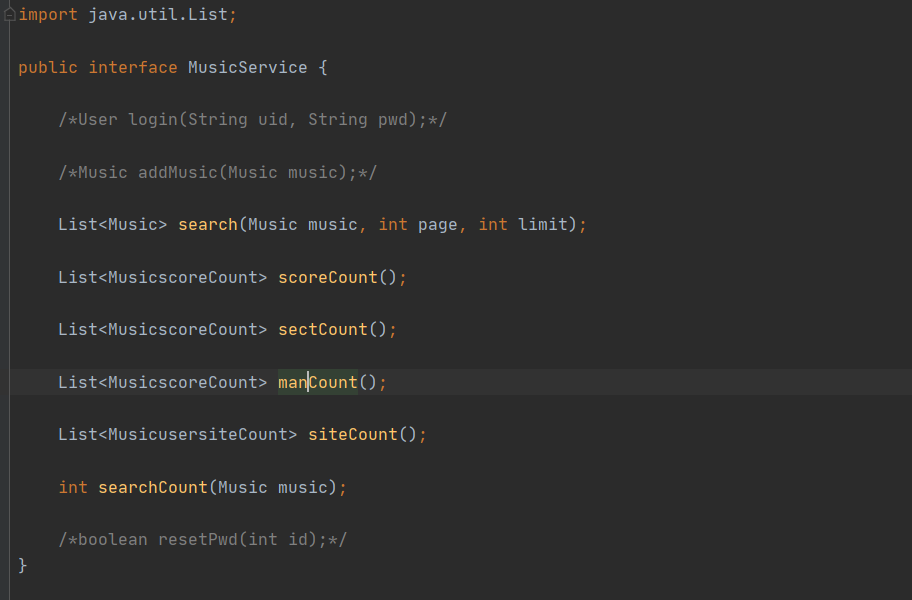 import java.util.List;
public interface MusicService {
/*User login(String uid, String pwd);*/
/*Music addMusic(Music music);*/
List<Music> search(Music music, int page, int limit);
List<MusicscoreCount> scoreCount();
List<MusicscoreCount> sectCount();
List<MusicscoreCount> manCount();
List<MusicusersiteCount> siteCount();
int searchCount(Music music);
/*boolean resetPwd(int id);*/
}